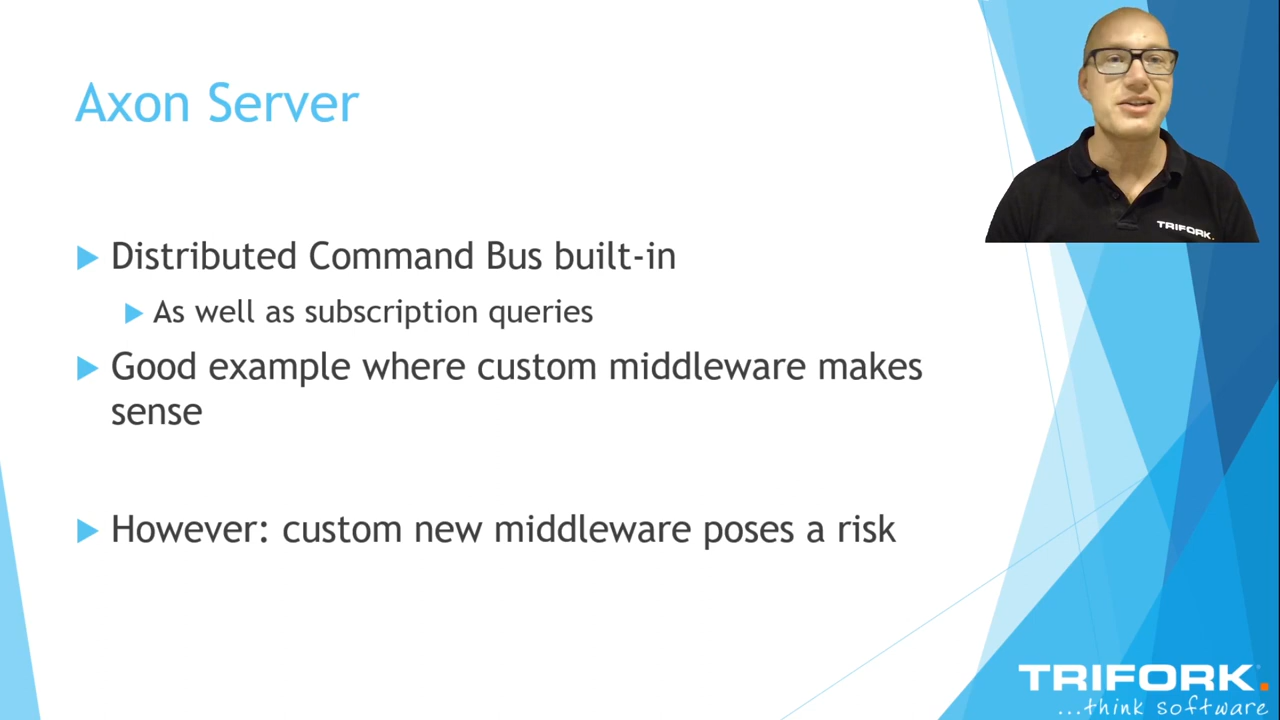 Axon Server
Distributed Command Bus built-in
As well as subscription queries
Good example where custom middleware makes
sense
However: custom new middleware poses a risk
TRIFORK.
TRIFORK.
...think software